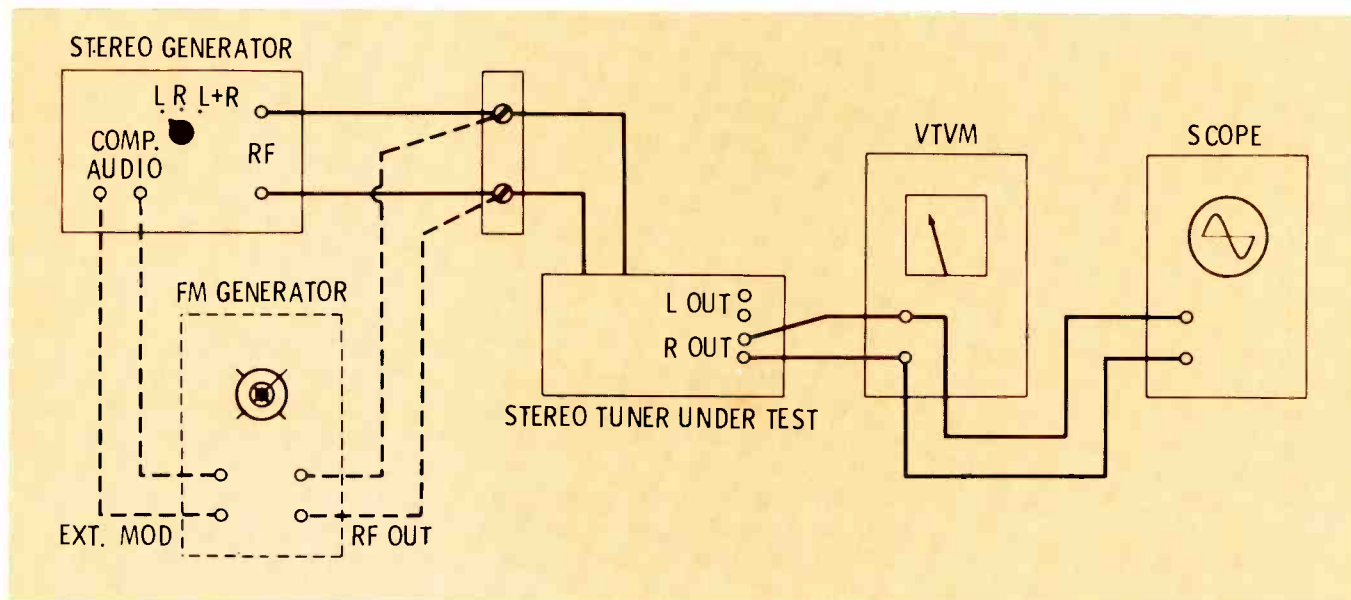 STEREO GENERATOR
L R L+R
COMP.
AUDIO
RF
VTVM
SCOPE
FM GENERATOR
L OUT
R OUT
STEREO TUNER UNDER TEST
EXT. MOD
RF OUT